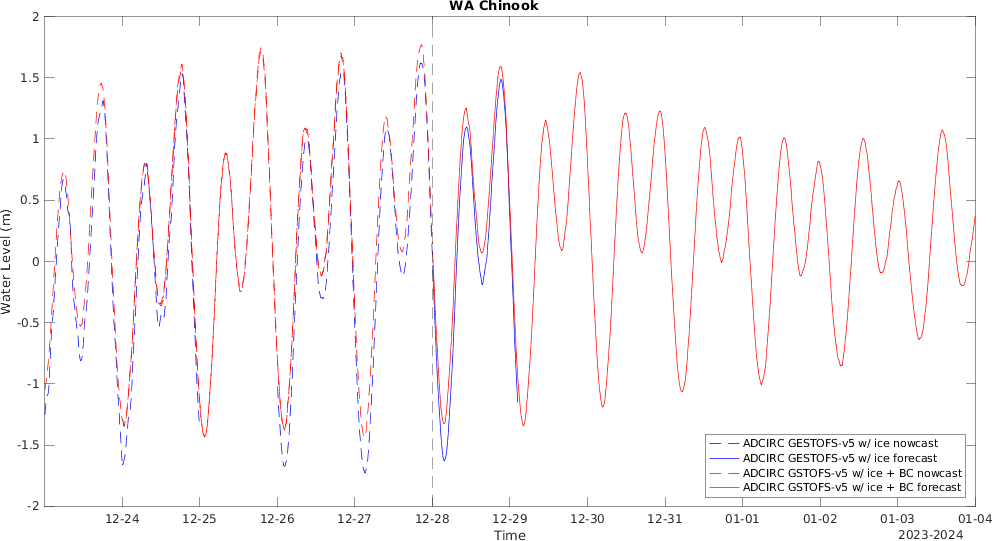 WA Chinook
2
1.5
1
0.5
0
-0.5
-1
-1.5
-2
Water Level (m)
12-24 12-25 12-26 12-27 12-28 12-29 12-30 12-31 01-01 01-02 01-03 01-04
Time
2023-2024
ADCIRC GESTOFS-v5 w/ ice nowcast
ADCIRC GESTOFS-v5 w/ ice forecast
ADCIRC GSTOFS-v5 w/ ice + BC nowcast
ADCIRC GSTOFS-v5 w/ ice + BC forecast